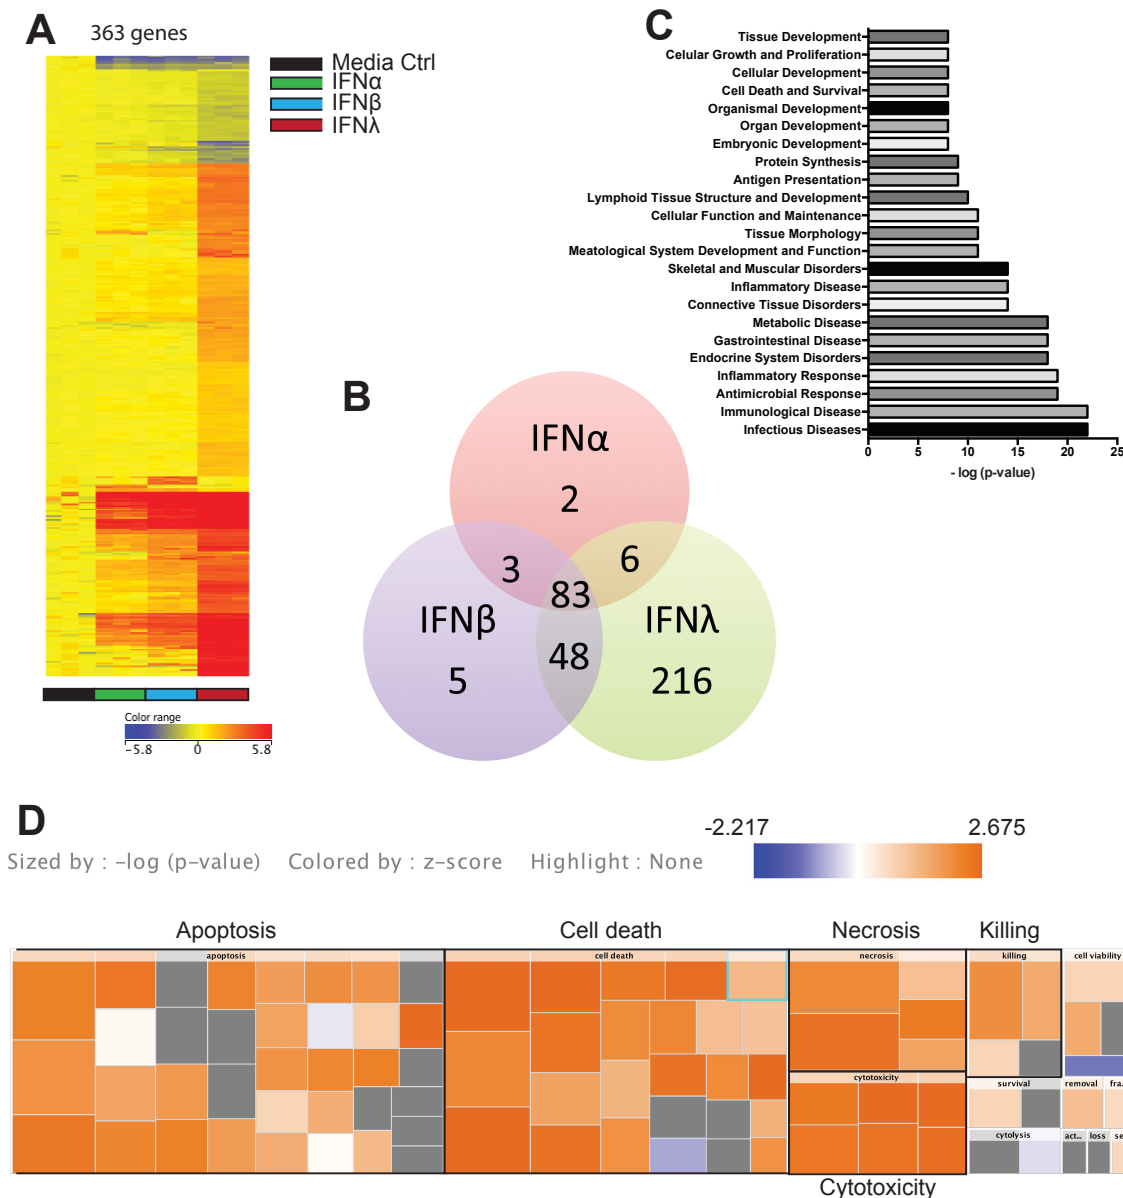 A
363 genes
Media Ctrl
IFNα
IFNβ
IFNλ
Color range
−5.8 0 5.8
B
IFNα
2
3
6
83
IFNβ
IFNλ
48
5
216
C
Tissue Development
Celular Growth and Proliferation
Cellular Development
Cell Death and Survival
Organismal Development
Organ Development
Embryonic Development
Protein Synthesis
Antigen Presentation
Lymphoid Tissue Structure and Development
Cellular Function and Maintenance
Tissue Morphology
Meatological System Development and Function
Skeletal and Muscular Disorders
Inflammatory Disease
Connective Tissue Disorders
Metabolic Disease
Gastrointestinal Disease
Endocrine System Disorders
Inflammatory Response
Antimicrobial Response
Immunological Disease
Infectious Diseases
0 5 10 15 20 25
- log (p-value)
D
-2.217 2.675
Sized by : -log (p-value) Colored by : z-score Highlight : None
Apoptosis Cell death Necrosis Killing
apoptosis cell death necrosis killing cell viability
cytotoxicity survival removal fra..
cytolysis act.. loss se
Cytotoxicity